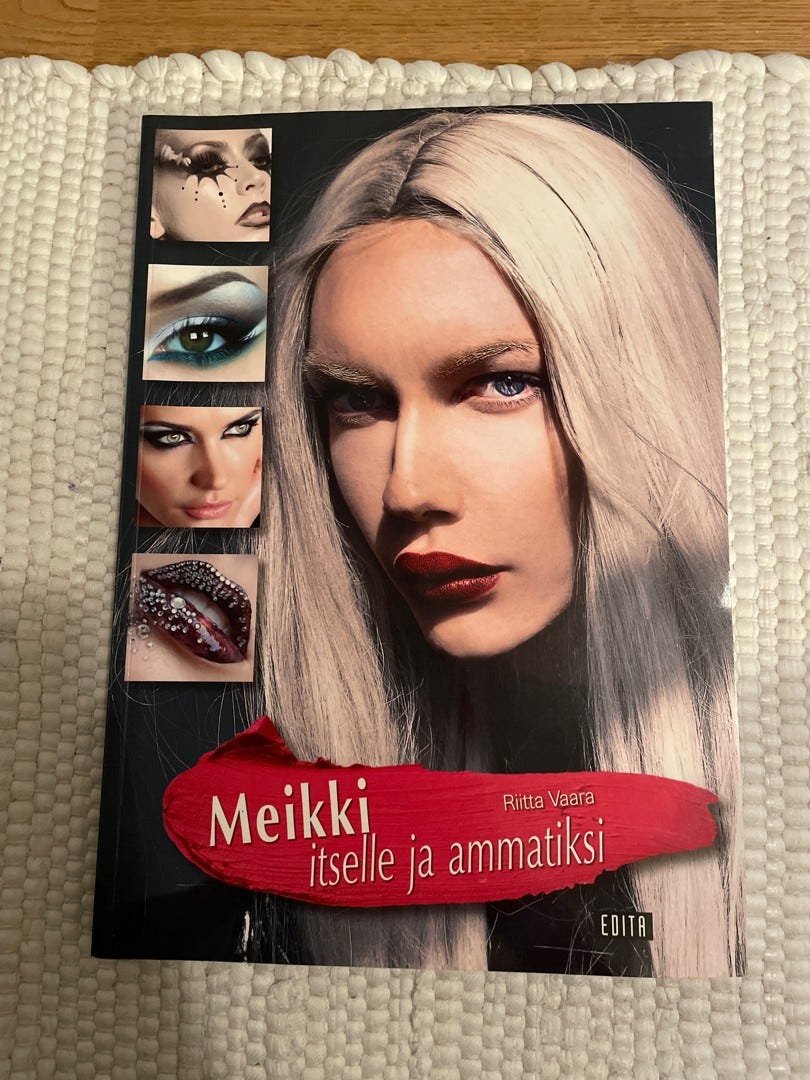 Riitta Vaara
Meikki
itselle ja ammatiksi
EDITA